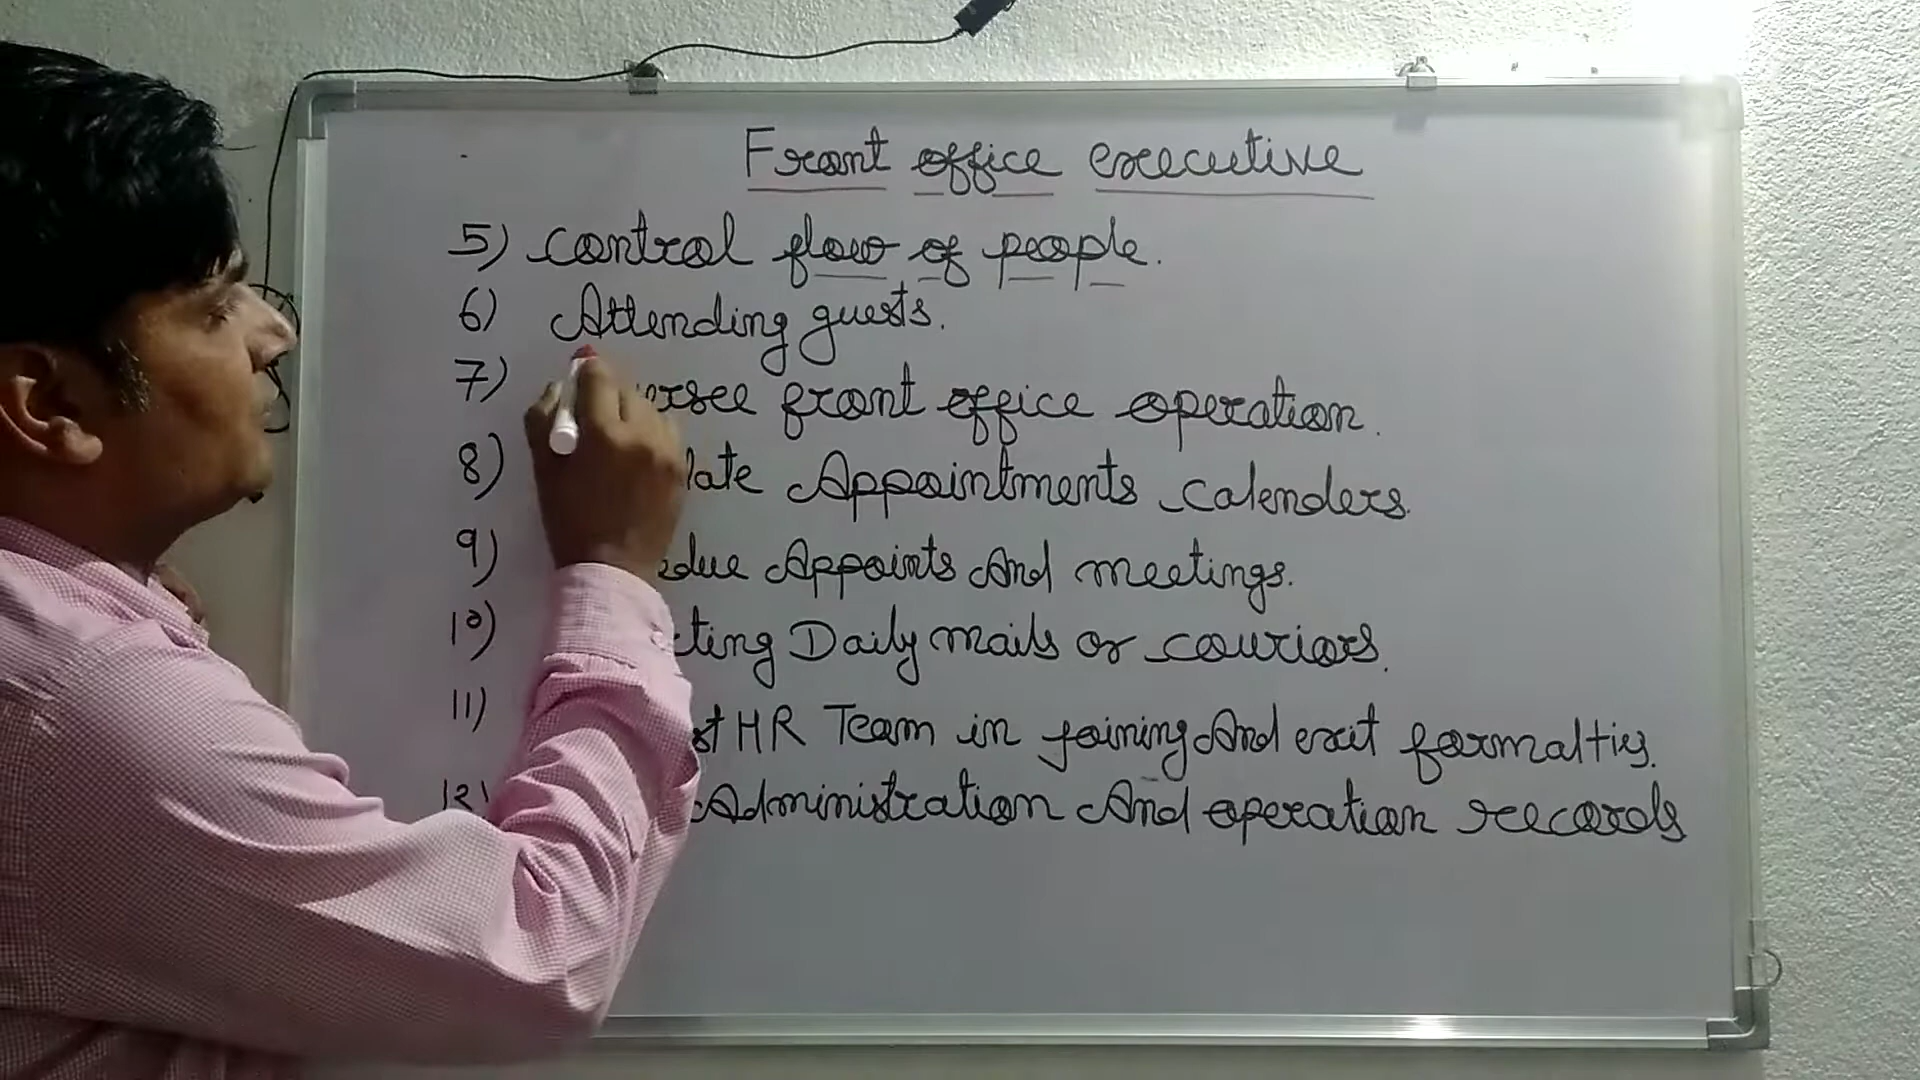 Front office executive
5) control flow of people.
6) Attending guests.
7) front office operation.
8) Appointments calenders.
9) Appoints And meetings.
10) Daily mails or couriors.
11) HR Team in joining And exit formalties.
12) Administration And operation records